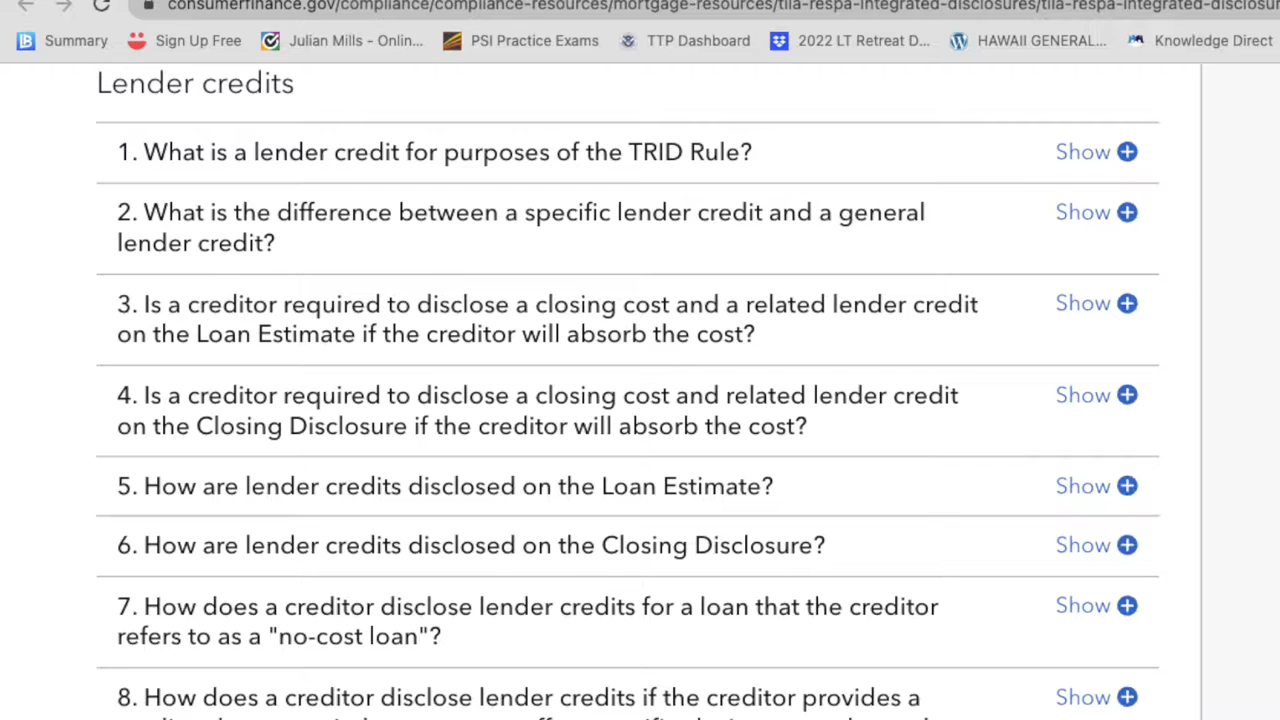 consumerfinance.gov/compliance/compliance-resources/mortgage-resources/tila-respa-integrated-disclosures/tila-respa-integrated-disclosur
Summary Sign Up Free Julian Mills – Onlin... PSI Practice Exams TTP Dashboard 2022 LT Retreat D... HAWAII GENERAL... Knowledge Direct
Lender credits
1. What is a lender credit for purposes of the TRID Rule? Show
2. What is the difference between a specific lender credit and a general Show
lender credit?
3. Is a creditor required to disclose a closing cost and a related lender credit Show
on the Loan Estimate if the creditor will absorb the cost?
4. Is a creditor required to disclose a closing cost and related lender credit Show
on the Closing Disclosure if the creditor will absorb the cost?
5. How are lender credits disclosed on the Loan Estimate? Show
6. How are lender credits disclosed on the Closing Disclosure? Show
7. How does a creditor disclose lender credits for a loan that the creditor Show
refers to as a "no-cost loan"?
8. How does a creditor disclose lender credits if the creditor provides a Show